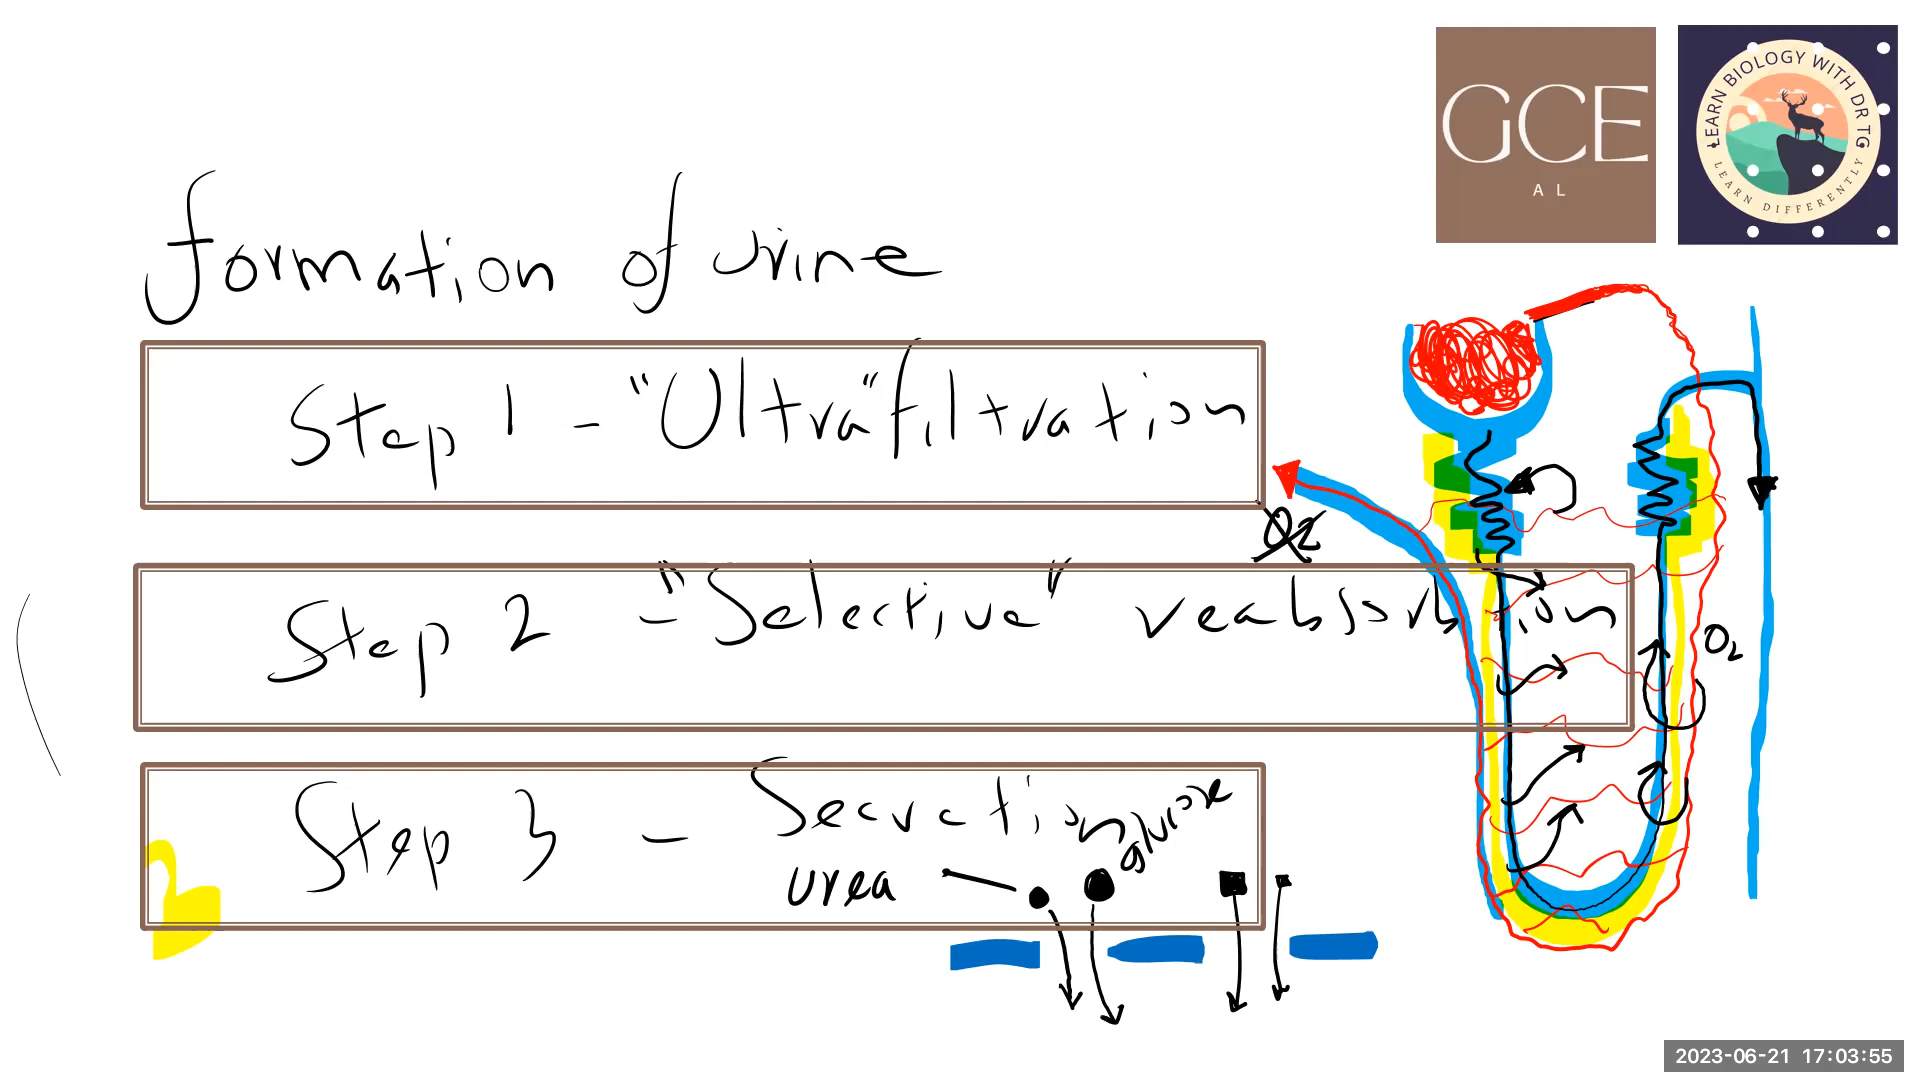 GCE
A L
LEARN BIOLOGY WITH DR TG
LEARN DIFFERENTLY
Formation of urine
Step 1 - "Ultra" filtration
O2
Step 2 - "Selective" reabsorbtion
O2
Step 3 - Secretion
glucose
urea
2023-06-21 17:03:55